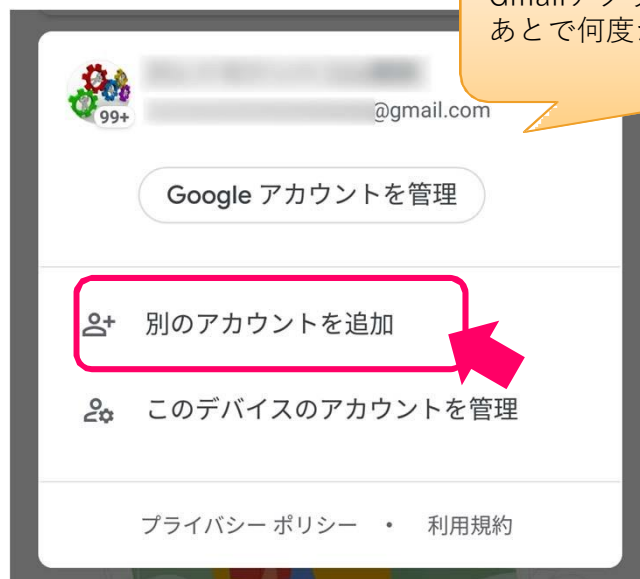 あとで何度
99+
@gmail.com
Google アカウントを管理
別のアカウントを追加
このデバイスのアカウントを管理
プライバシー ポリシー ・ 利用規約